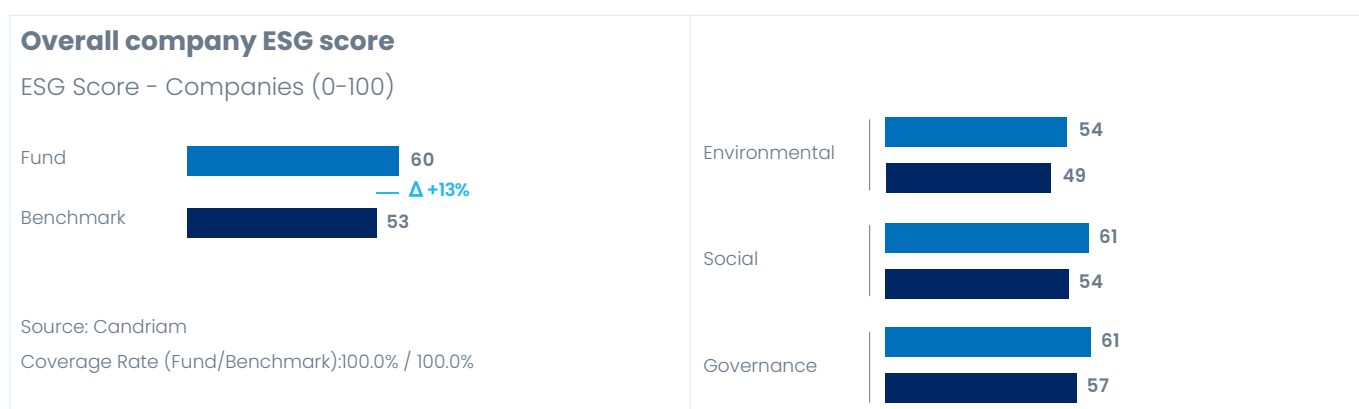 Overall company ESG score
ESG Score - Companies (0-100)
Fund
60
Δ +13%
Benchmark
53
Source: Candriam
Coverage Rate (Fund/Benchmark):100.0% / 100.0%
Environmental
54
49
Social
61
54
Governance
61
57